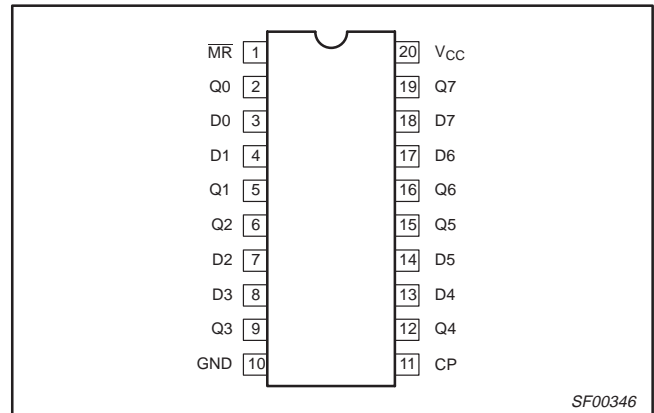 M̅R̅ 1 20 VCC
Q0 2 19 Q7
D0 3 18 D7
D1 4 17 D6
Q1 5 16 Q6
Q2 6 15 Q5
D2 7 14 D5
D3 8 13 D4
Q3 9 12 Q4
GND 10 11 CP
SF00346